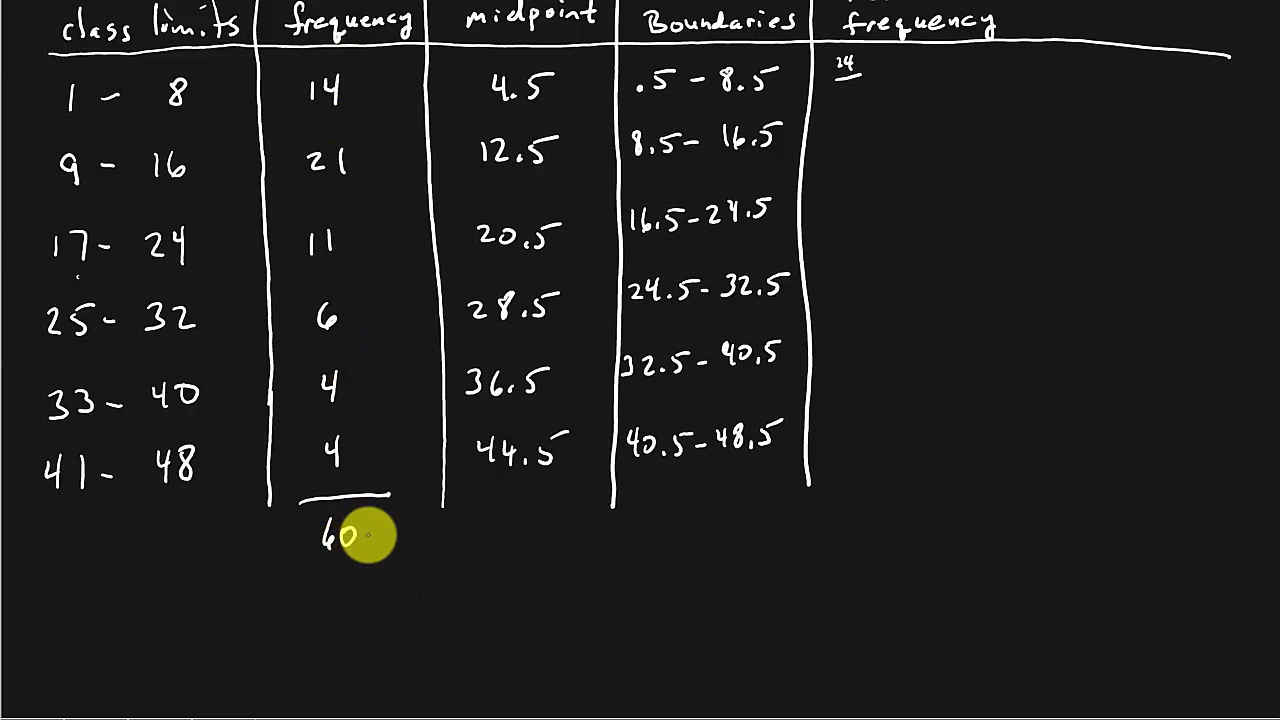 class limits frequency midpoint Boundaries frequency
1 - 8 14 4.5 .5 - 8.5 14
9 - 16 21 12.5 8.5 - 16.5
17 - 24 11 20.5 16.5 - 24.5
25 - 32 6 28.5 24.5 - 32.5
33 - 40 4 36.5 32.5 - 40.5
41 - 48 4 44.5 40.5 - 48.5
60